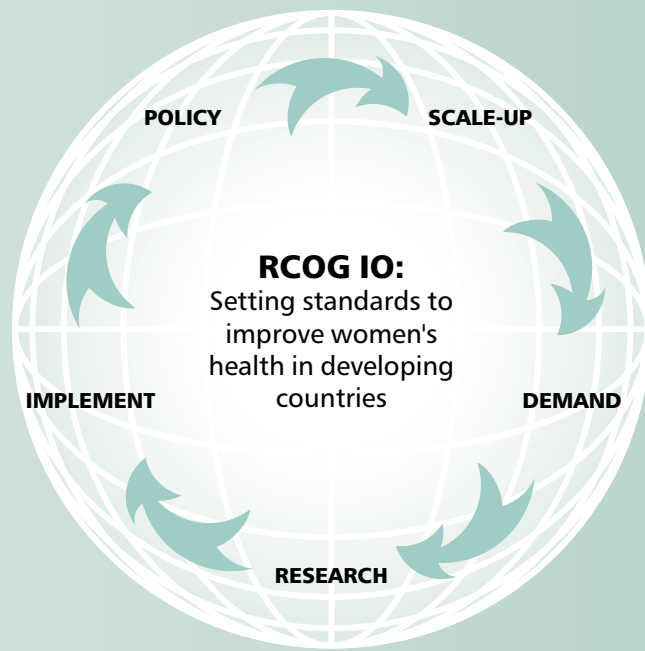 POLICY
SCALE-UP
RCOG IO:
Setting standards to
improve women's
health in developing
countries
IMPLEMENT
DEMAND
RESEARCH